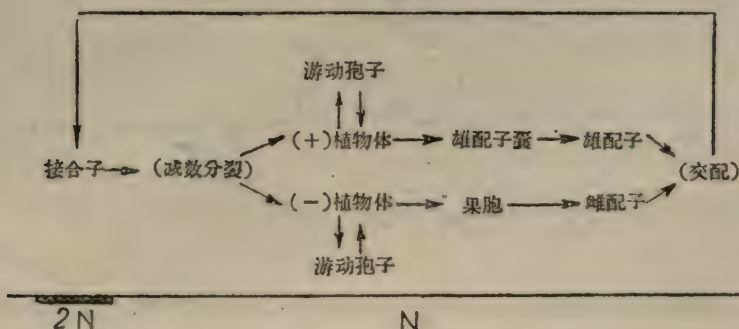 游动孢子
(+)植物体 雄配子囊 雄配子
接合子 (减数分裂) (交配)
(-)植物体 果胞 雌配子
游动孢子
2N N